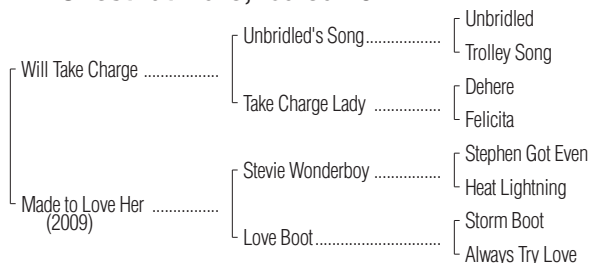 Unbridled
Unbridled's Song
Trolley Song
Will Take Charge
Dehere
Take Charge Lady
Felicita
Stephen Got Even
Stevie Wonderboy
Heat Lightning
Made to Love Her
(2009)
Storm Boot
Love Boot
Always Try Love